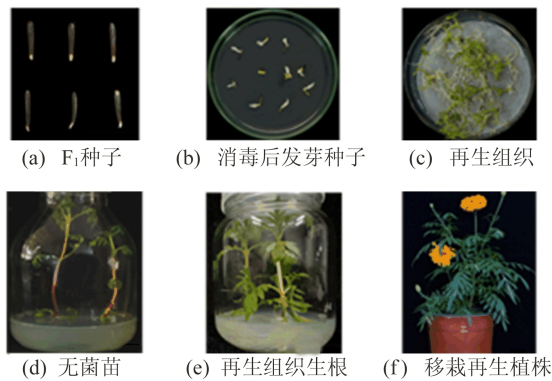 (a) F₁种子
(b) 消毒后发芽种子
(c) 再生组织
(d) 无菌苗
(e) 再生组织生根
(f) 移栽再生植株